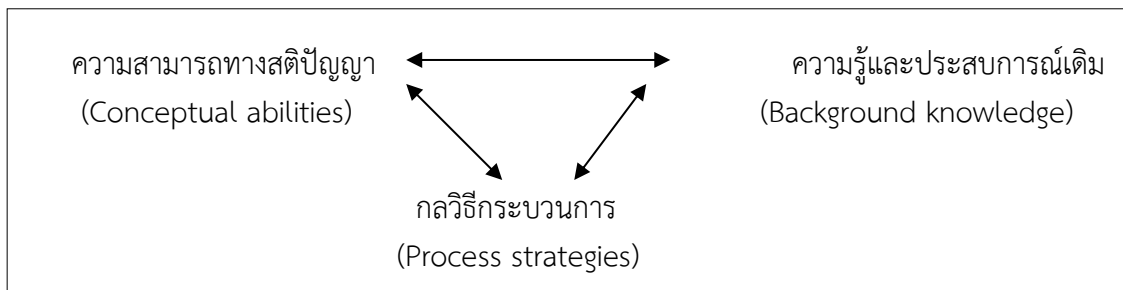 ความสามารถทางสติปัญญา
(Conceptual abilities)
ความรู้และประสบการณ์เดิม
(Background knowledge)
กลวิธีกระบวนการ
(Process strategies)